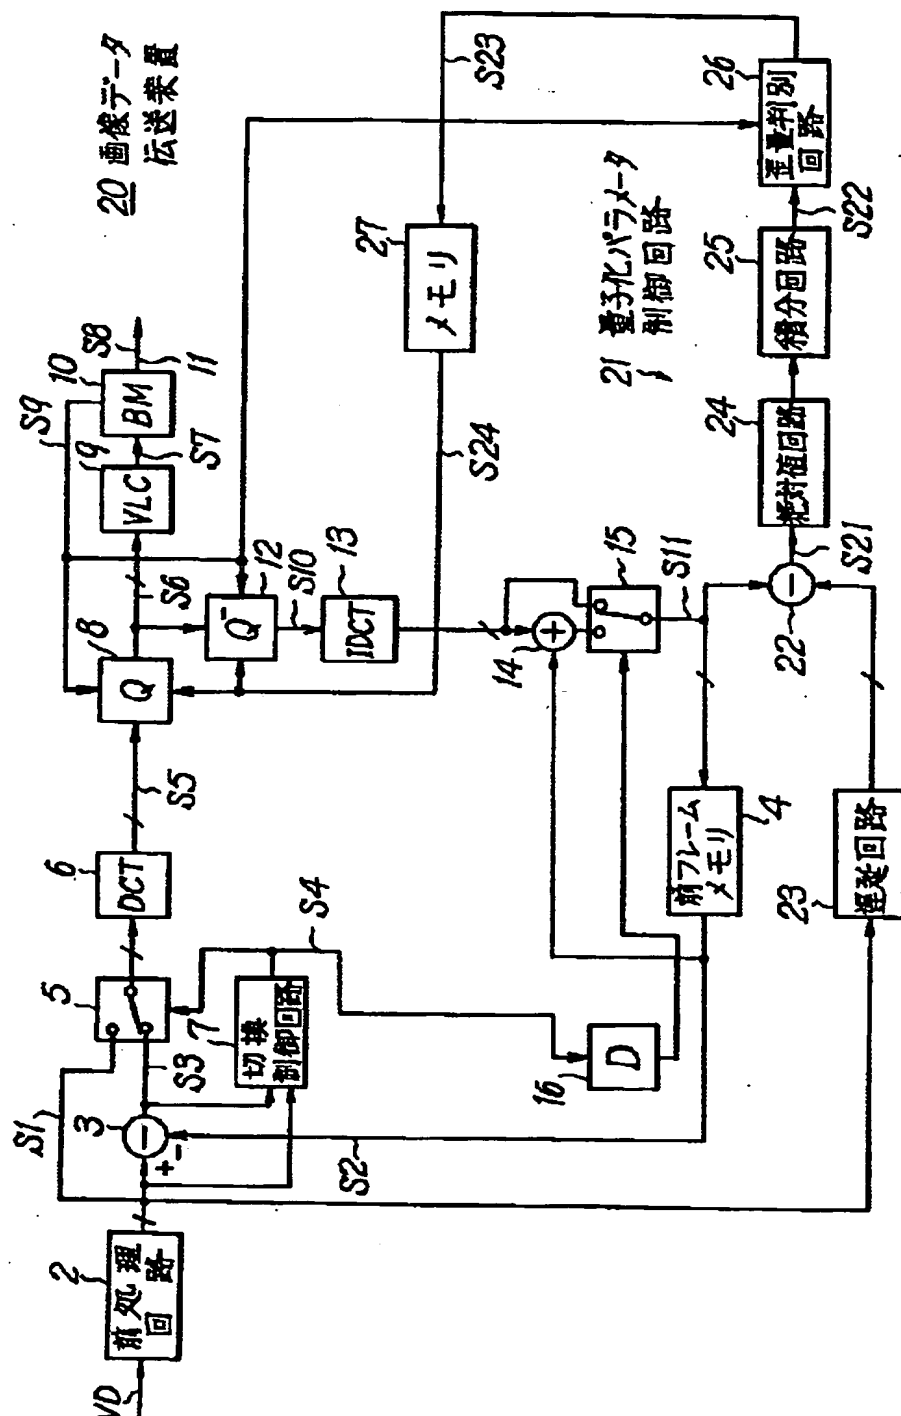 20 画像データ
伝送装置
VD
2
前処理
回路
S1
3
+
-
-
S3
5
6
DCT
S5
8
Q
S6
9
VLC
S7
10
BM
S8
11
S9
7
切換
制御回路
S4
Q⁻
12
S10
13
IDCT
27
メモリ
S23
S24
S2
16
D
14
+
15
S11
前フレーム
メモリ
4
21 量子化パラメータ
制御回路
23
遅延回路
22
-
S21
24
絶対値回路
25
積分回路
S22
26
歪量判別
回路